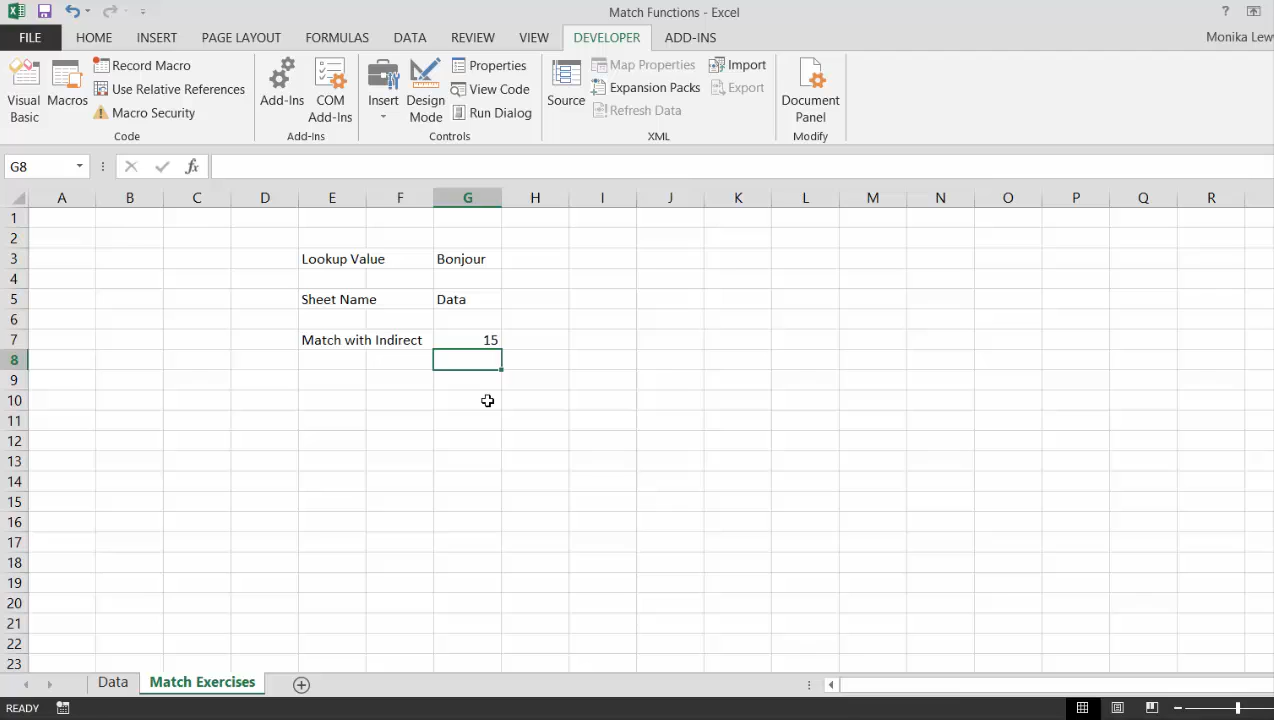 Match Functions - Excel
?
FILE HOME INSERT PAGE LAYOUT FORMULAS DATA REVIEW VIEW DEVELOPER ADD-INS
Monika Lew
Visual Basic
Macros
Record Macro
Use Relative References
Macro Security
Code
Add-Ins
COM Add-Ins
Add-Ins
Insert
Design Mode
Properties
View Code
Run Dialog
Controls
Source
Map Properties
Expansion Packs
Refresh Data
Import
Export
XML
Document Panel
Modify
G8
fx
A B C D E F G H I J K L M N O P Q R
1
2
3 Lookup Value Bonjour
4
5 Sheet Name Data
6
7 Match with Indirect 15
8
9
10
11
12
13
14
15
16
17
18
19
20
21
22
23
Data Match Exercises
READY